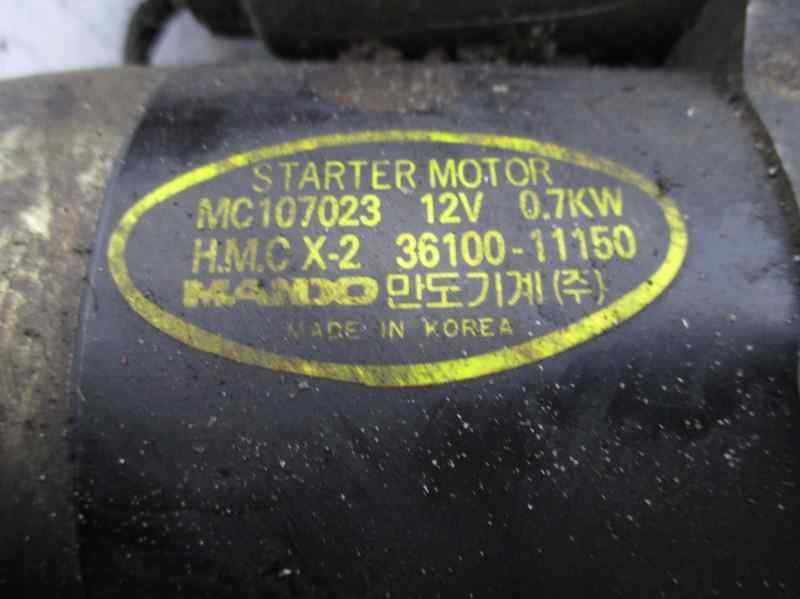 STARTER MOTOR
MC107023 12V 0.7KW
H.M.C X-2 36100-11150
MANDO 만도기계(주)
MADE IN KOREA